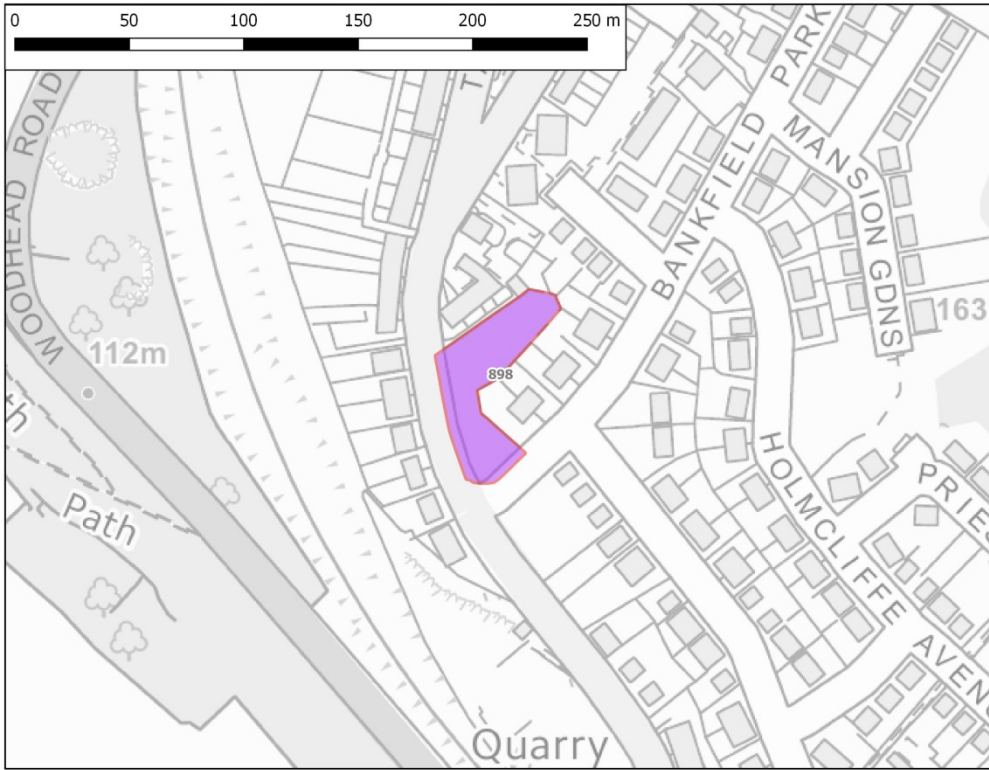 0 50 100 150 200 250 m
WOODHEAD ROAD
BANKFIELD PARK
MANSION GDNS
163
112m
898
HOLMCLIFFE AVENU
PRIES
Path
Quarry